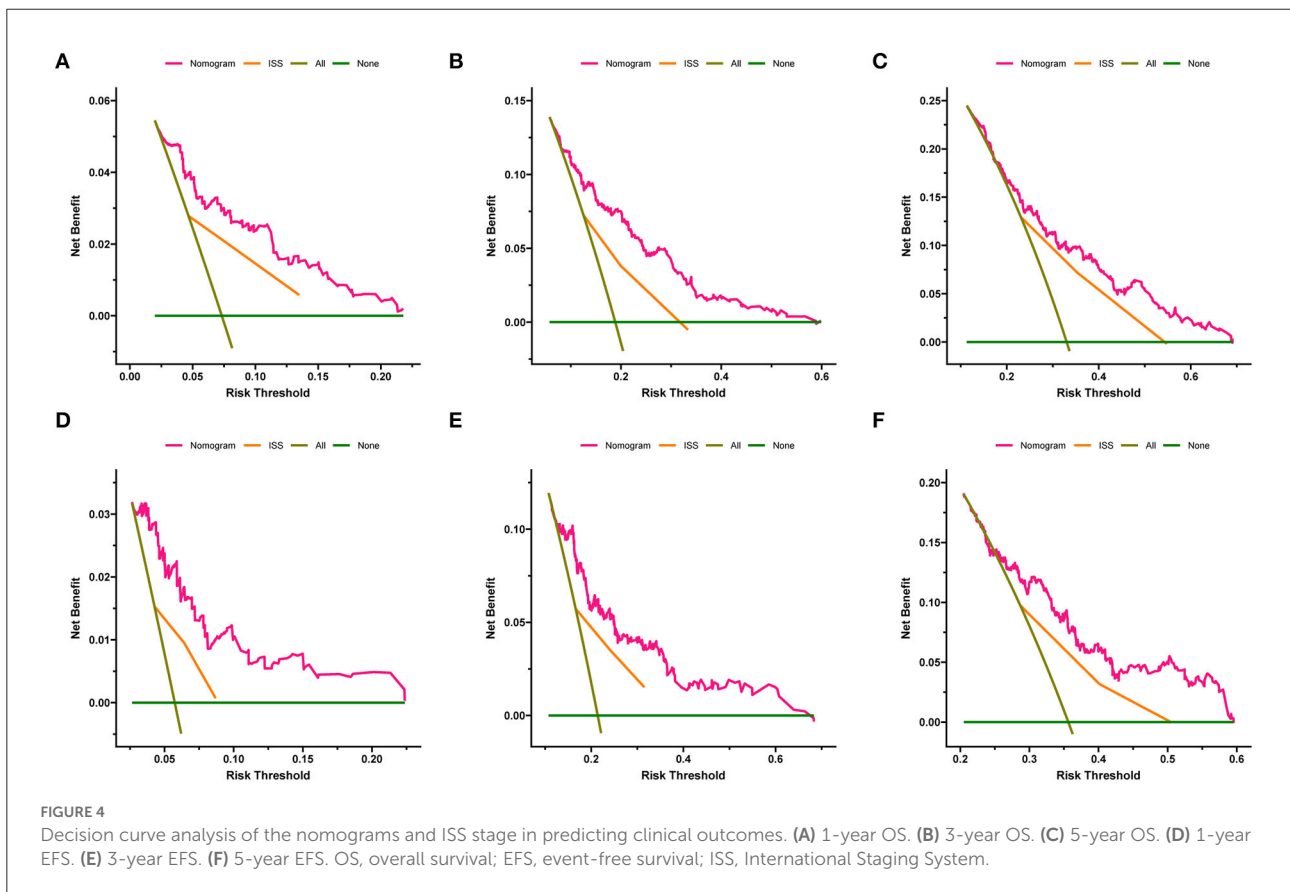 A
Nomogram ISS All None
0.06
0.04
0.02
0.00
Net Benefit
0.00 0.05 0.10 0.15 0.20
Risk Threshold
B
Nomogram ISS All None
0.15
0.10
0.05
0.00
Net Benefit
0.2 0.4 0.6
Risk Threshold
C
Nomogram ISS All None
0.25
0.20
0.15
0.10
0.05
0.00
Net Benefit
0.2 0.4 0.6
Risk Threshold
D
Nomogram ISS All None
0.03
0.02
0.01
0.00
Net Benefit
0.05 0.10 0.15 0.20
Risk Threshold
E
Nomogram ISS All None
0.10
0.05
0.00
Net Benefit
0.2 0.4 0.6
Risk Threshold
F
Nomogram ISS All None
0.20
0.15
0.10
0.05
0.00
Net Benefit
0.2 0.3 0.4 0.5 0.6
Risk Threshold
FIGURE 4
Decision curve analysis of the nomograms and ISS stage in predicting clinical outcomes. (A) 1-year OS. (B) 3-year OS. (C) 5-year OS. (D) 1-year
EFS. (E) 3-year EFS. (F) 5-year EFS. OS, overall survival; EFS, event-free survival; ISS, International Staging System.